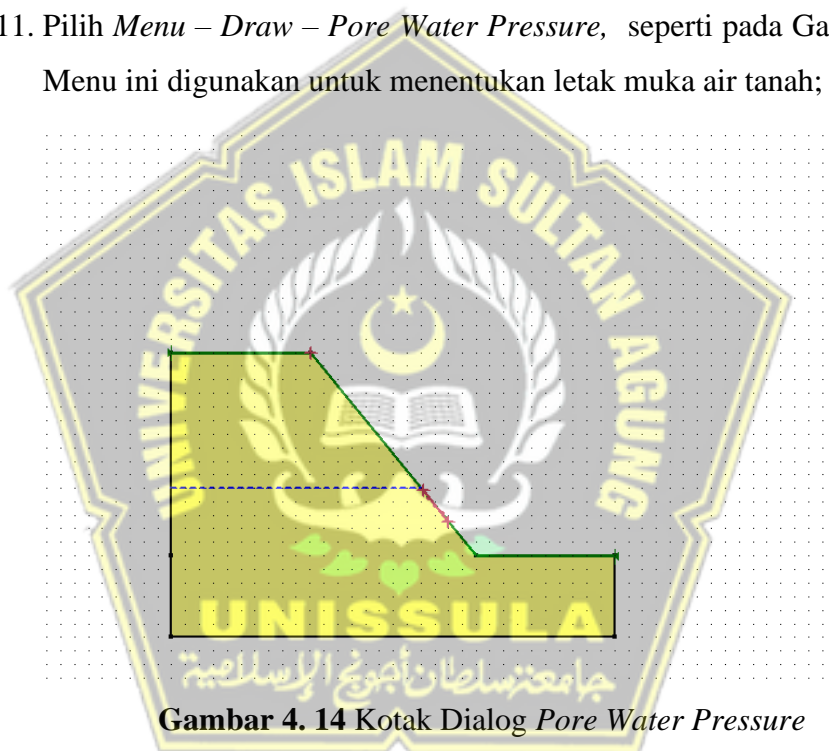 11. Pilih Menu – Draw – Pore Water Pressure, seperti pada Ga
Menu ini digunakan untuk menentukan letak muka air tanah;
UNIVERSITAS ISLAM SULTAN AGUNG
UNISSULA
جامعة سلطان أجونج الإسلامية
Gambar 4. 14 Kotak Dialog Pore Water Pressure